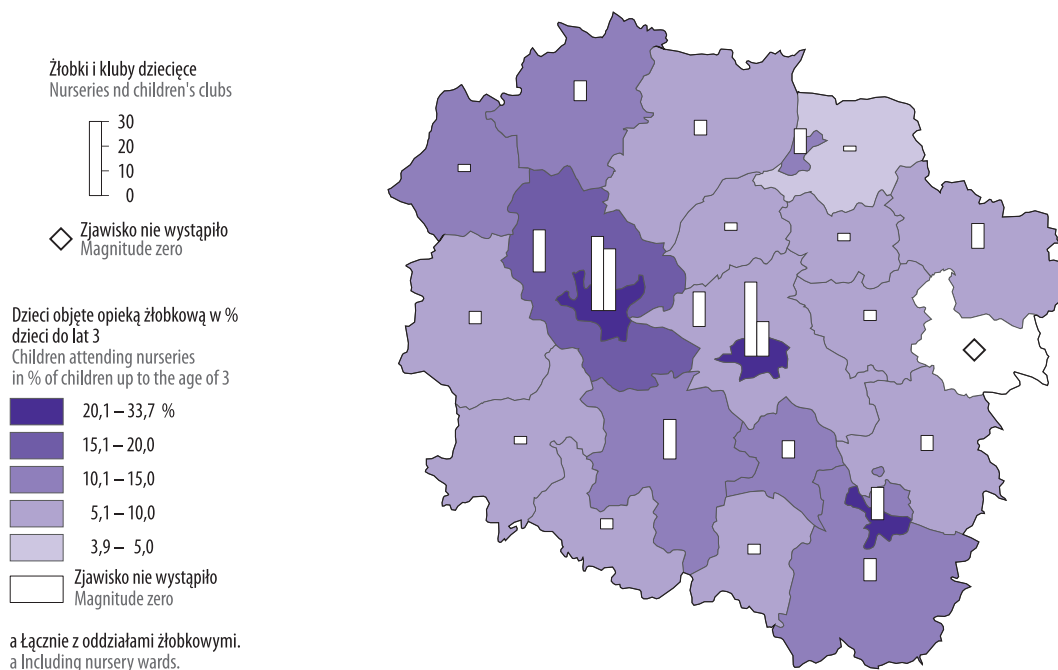 Żłobki i kluby dziecięce
Nurseries nd children's clubs
30
20
10
0
Zjawisko nie wystąpiło
Magnitude zero
Dzieci objęte opieką żłobkową w %
dzieci do lat 3
Children attending nurseries
in % of children up to the age of 3
20,1 – 33,7 %
15,1 – 20,0
10,1 – 15,0
5,1 – 10,0
3,9 – 5,0
Zjawisko nie wystąpiło
Magnitude zero
a Łącznie z oddziałami żłobkowymi.
a Including nursery wards.